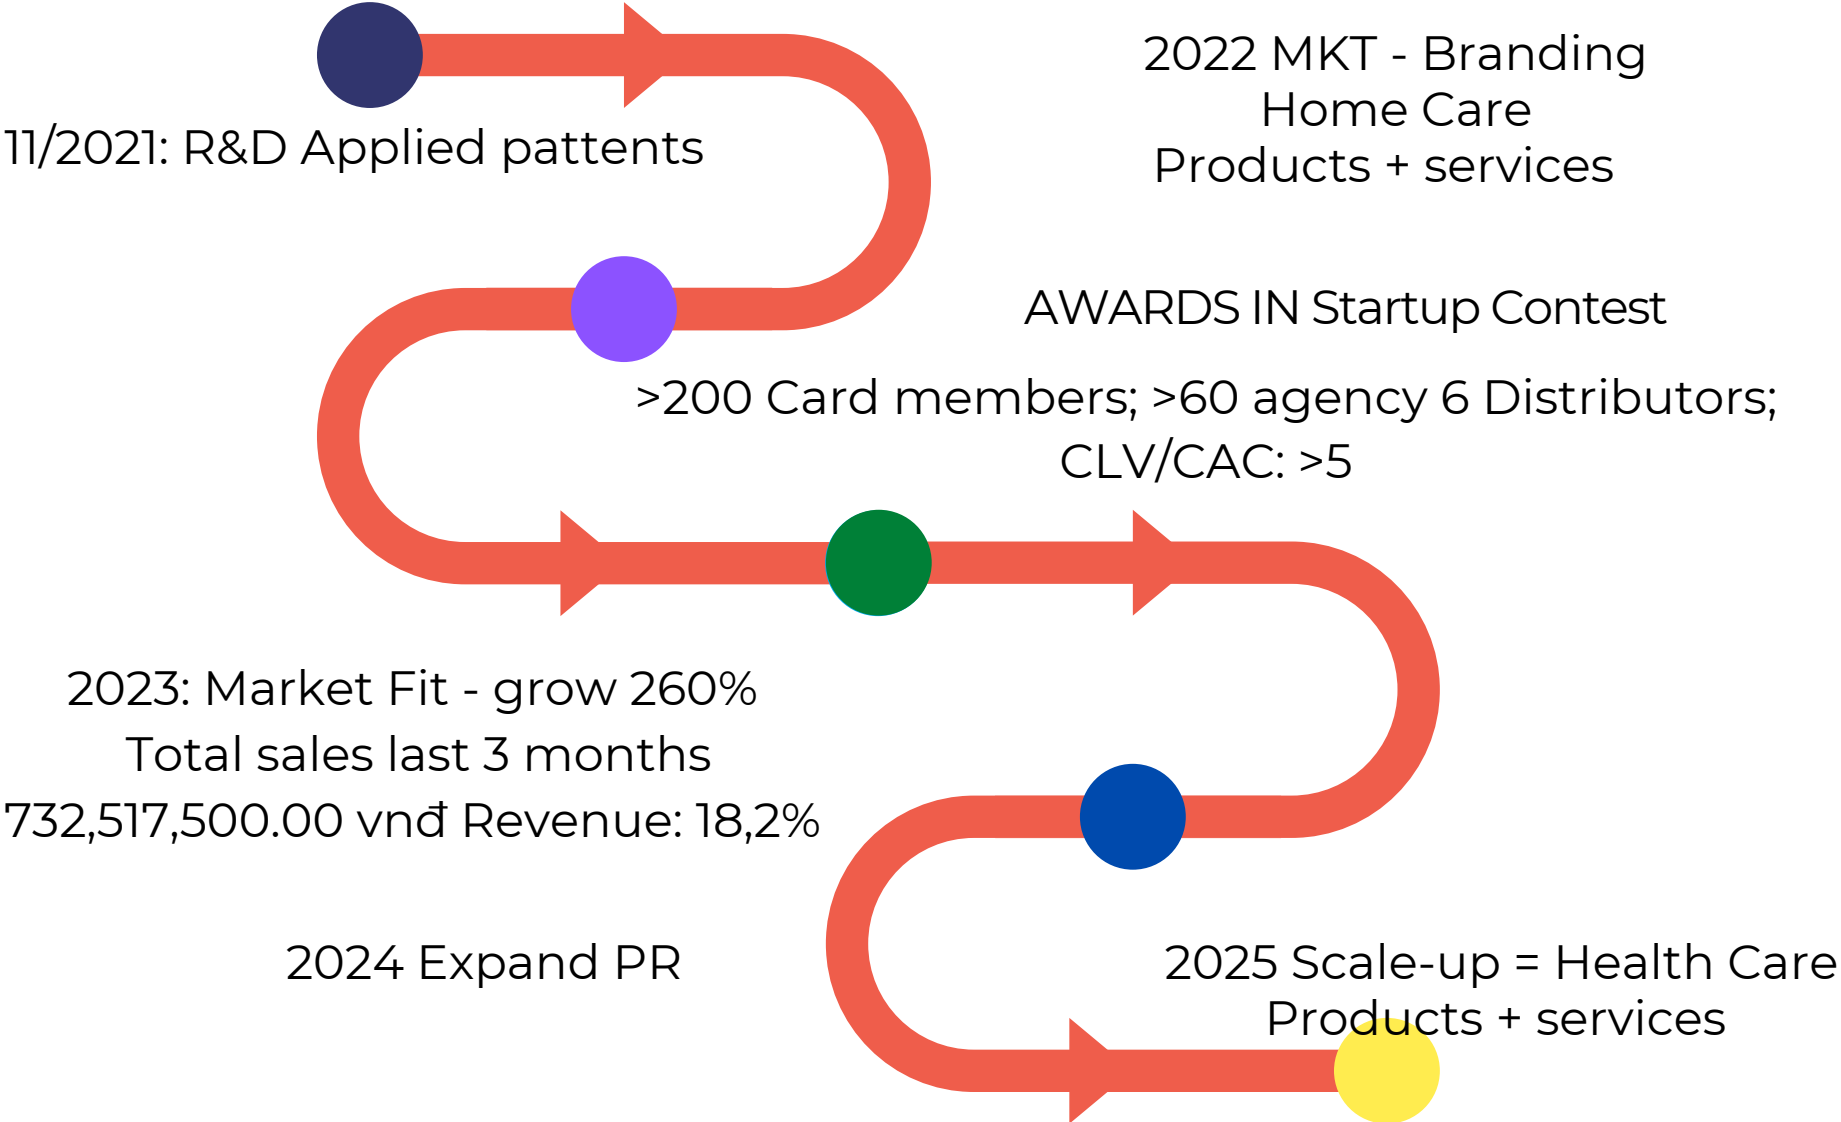 2022 MKT - Branding
Home Care
Products + services
11/2021: R&D Applied pattents
AWARDS IN Startup Contest
>200 Card members; >60 agency 6 Distributors;
CLV/CAC: >5
2023: Market Fit - grow 260%
Total sales last 3 months
732,517,500.00 vnđ Revenue: 18,2%
2024 Expand PR
2025 Scale-up = Health Care
Products + services